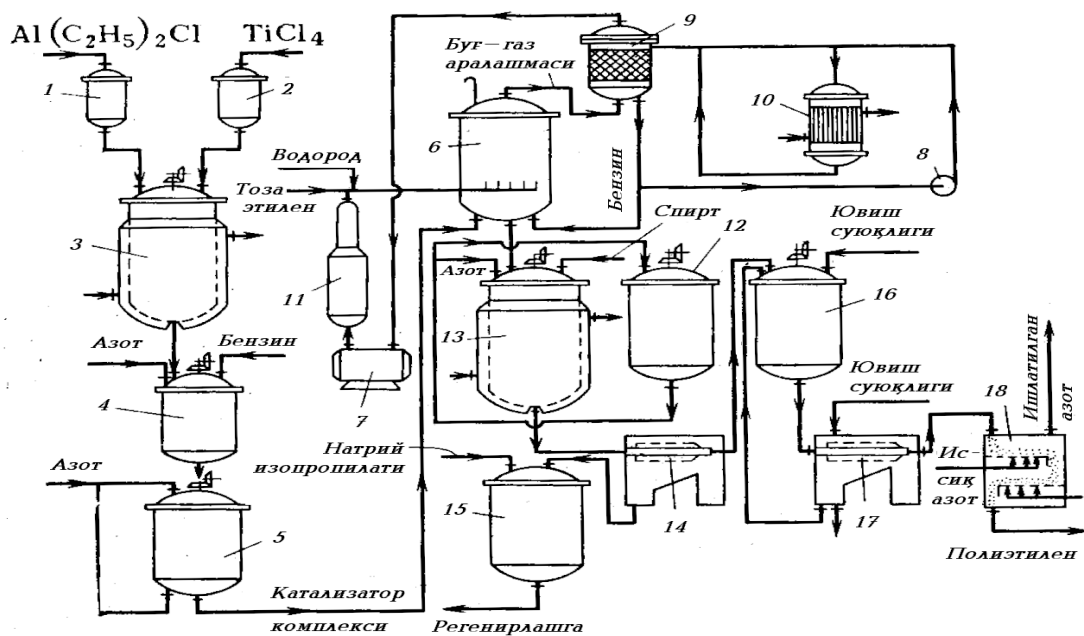 Al(C₂H₅)₂Cl
TiCl₄
1
2
3
Азот
Бензин
4
Азот
5
Катализатор
комплекси
Буғ–газ
аралашмаси
9
10
6
Водород
Тоза
этилен
Бензин
8
11
7
Спирт
12
Азот
13
Ювиш
суюқлиги
16
Ювиш
суюқлиги
Натрий
изопропилати
15
14
17
18
Ишлатилган
азот
Ис-
сиқ
азот
Полиэтилен
Регенирлашга